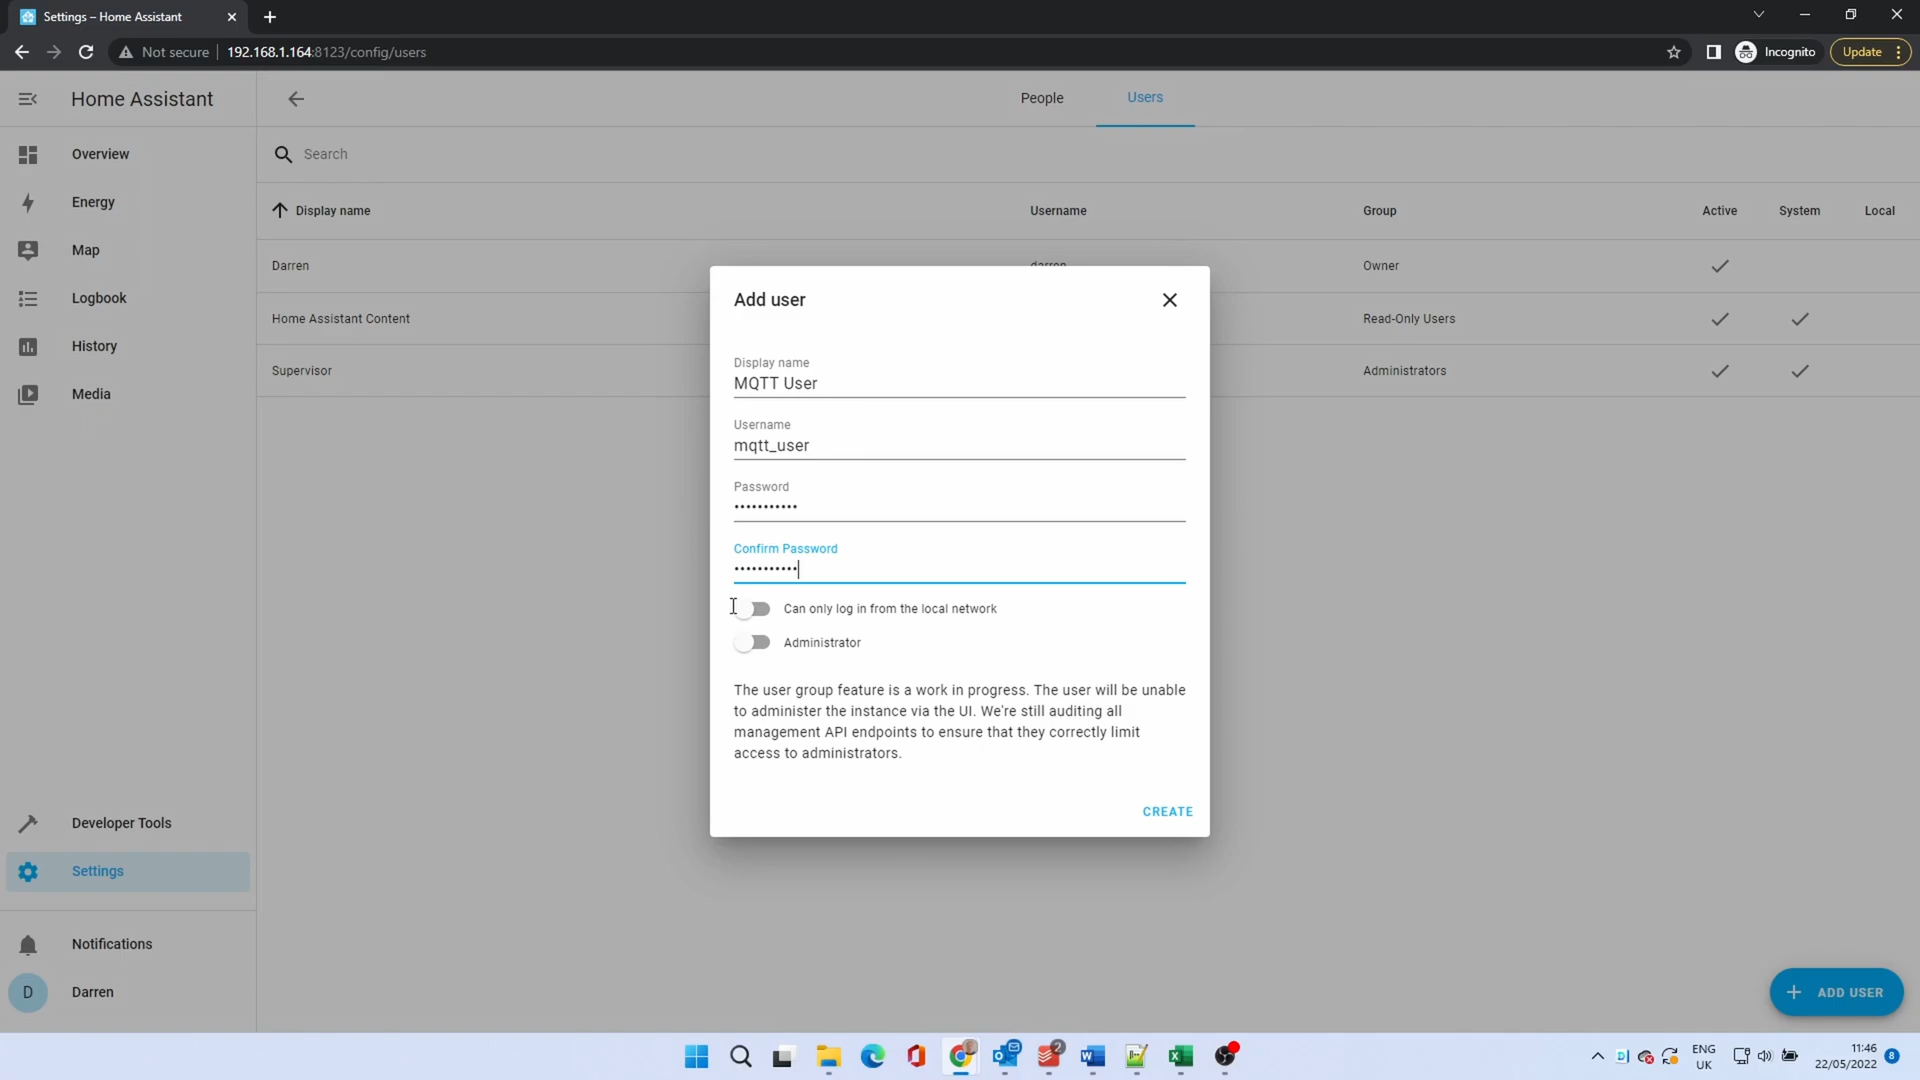 Settings – Home Assistant
Not secure
192.168.1.164:8123/config/users
Incognito
Update
Home Assistant
People
Users
Overview
Search
Energy
Display name
Username
Group
Active
System
Local
Map
Darren
darren
Owner
Logbook
Home Assistant Content
Read-Only Users
History
Supervisor
Administrators
Media
Add user
Display name
MQTT User
Username
mqtt_user
Password
•••••••••••
Confirm Password
•••••••••••
Can only log in from the local network
Administrator
The user group feature is a work in progress. The user will be unable
to administer the instance via the UI. We're still auditing all
management API endpoints to ensure that they correctly limit
access to administrators.
CREATE
Developer Tools
Settings
Notifications
D
Darren
ADD USER
2
D
ENG
UK
11:46
22/05/2022
8